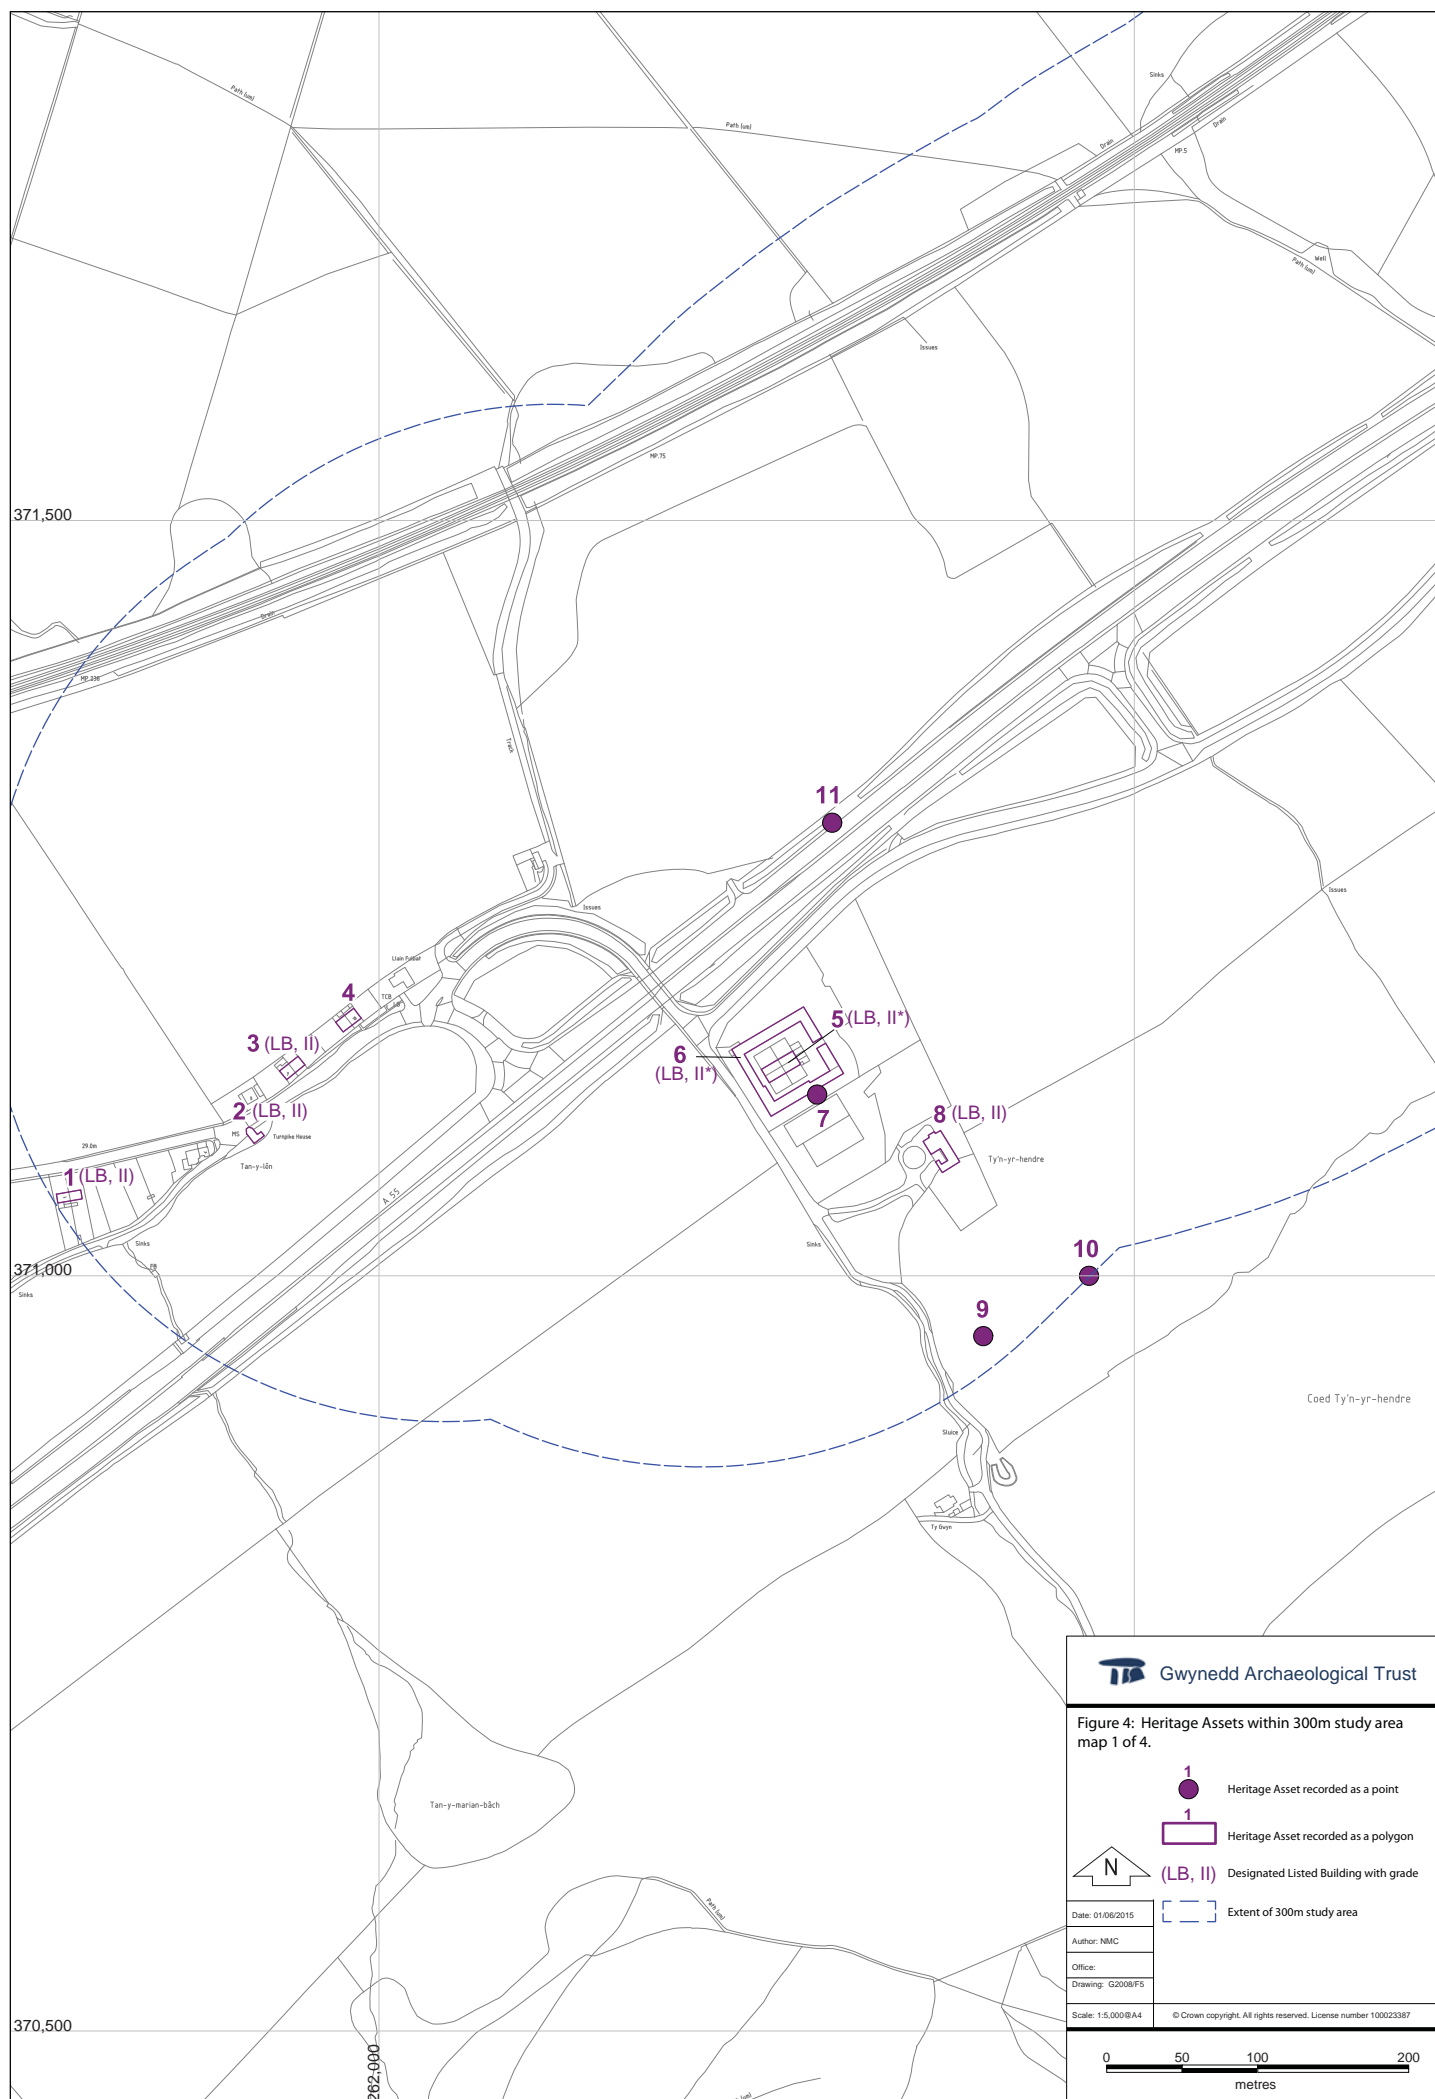 Path (um)
Path (um)
Sinks
Drain
Drain
MP.5
Well
Path (um)
Issues
MP.75
371,500
Drain
MP.236
Track
11
Issues
Issues
Llain Fulbat
TCB
4
3 (LB, II)
5 (LB, II*)
6
(LB, II*)
7
2 (LB, II)
MS
Turnpike House
8 (LB, II)
29.0m
Tan-y-lôn
Ty'n-yr-hendre
1 (LB, II)
A 55
Sinks
Sinks
FB
10
371,000
Sinks
9
Coed Ty'n-yr-hendre
Sluice
Ty Gwyn
Tan-y-marian-bâch
Path (um)
370,500
262,000
(um)
Gwynedd Archaeological Trust
Figure 4: Heritage Assets within 300m study area
map 1 of 4.
1
Heritage Asset recorded as a point
1
Heritage Asset recorded as a polygon
N
(LB, II) Designated Listed Building with grade
Extent of 300m study area
Date: 01/06/2015
Author: NMC
Office:
Drawing: G2008/F5
Scale: 1:5,000@A4
© Crown copyright. All rights reserved. License number 100023387
0 50 100 200
metres